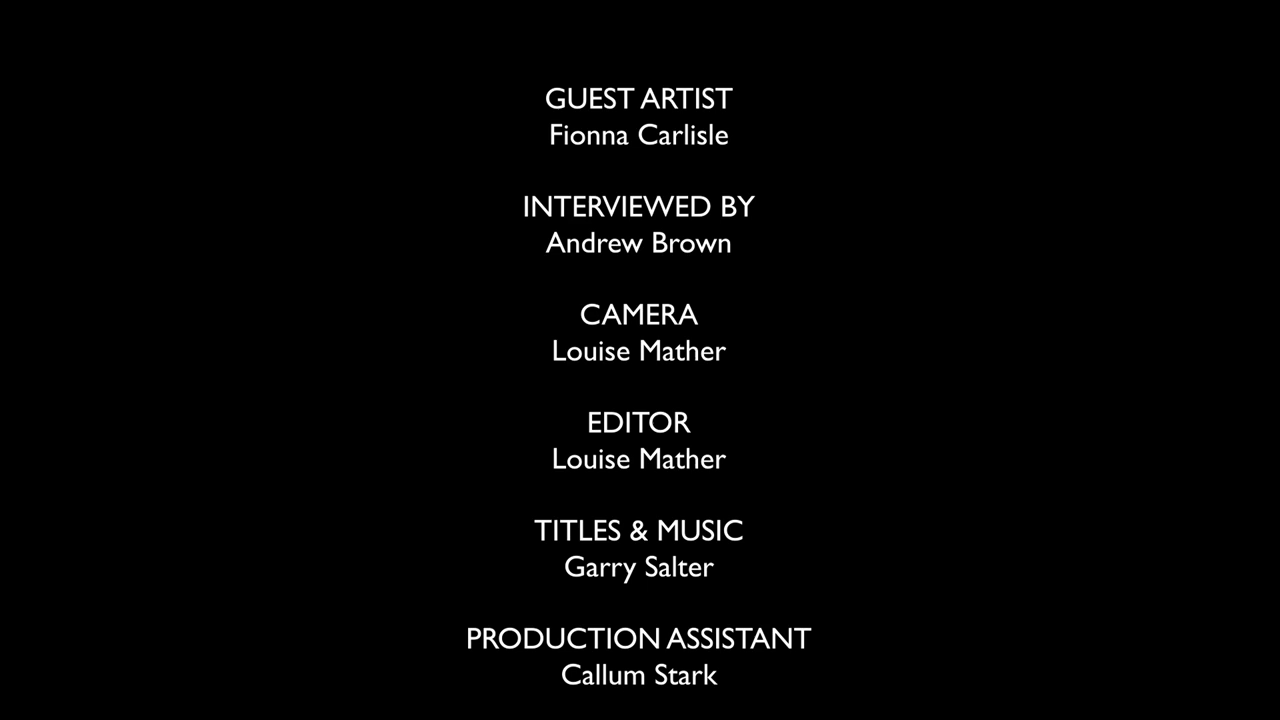 GUEST ARTIST
Fionna Carlisle
INTERVIEWED BY
Andrew Brown
CAMERA
Louise Mather
EDITOR
Louise Mather
TITLES & MUSIC
Garry Salter
PRODUCTION ASSISTANT
Callum Stark